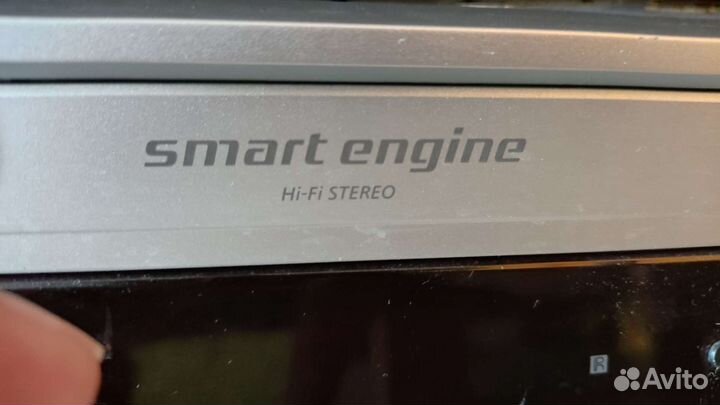 smart engine
Hi-Fi STEREO
R
Avito